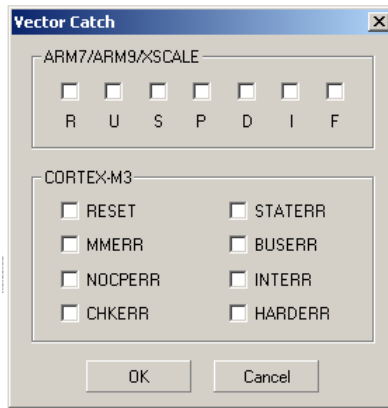 Vector Catch
ARM7/ARM9/XSCALE
R U S P D I F
CORTEX-M3
RESET STATERR
MMERR BUSERR
NOCPERR INTERR
CHKERR HARDERR
OK Cancel